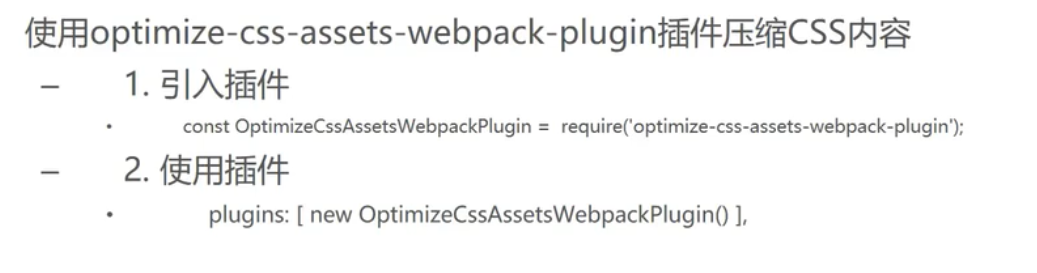 使用optimize-css-assets-webpack-plugin插件压缩CSS内容
– 1. 引入插件
• const OptimizeCssAssetsWebpackPlugin = require('optimize-css-assets-webpack-plugin');
– 2. 使用插件
• plugins: [ new OptimizeCssAssetsWebpackPlugin() ],